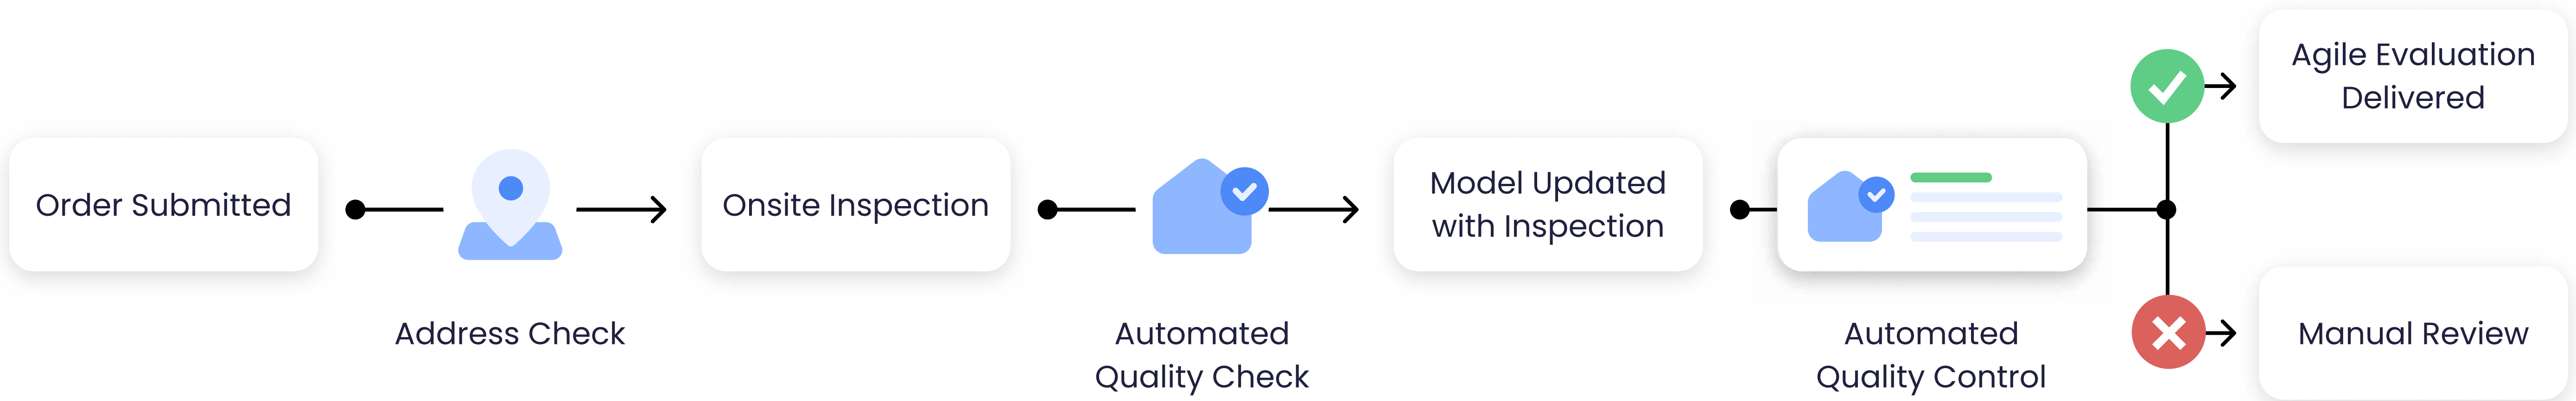 Order Submitted
Address Check
Onsite Inspection
Automated
Quality Check
Model Updated
with Inspection
Automated
Quality Control
Agile Evaluation
Delivered
Manual Review